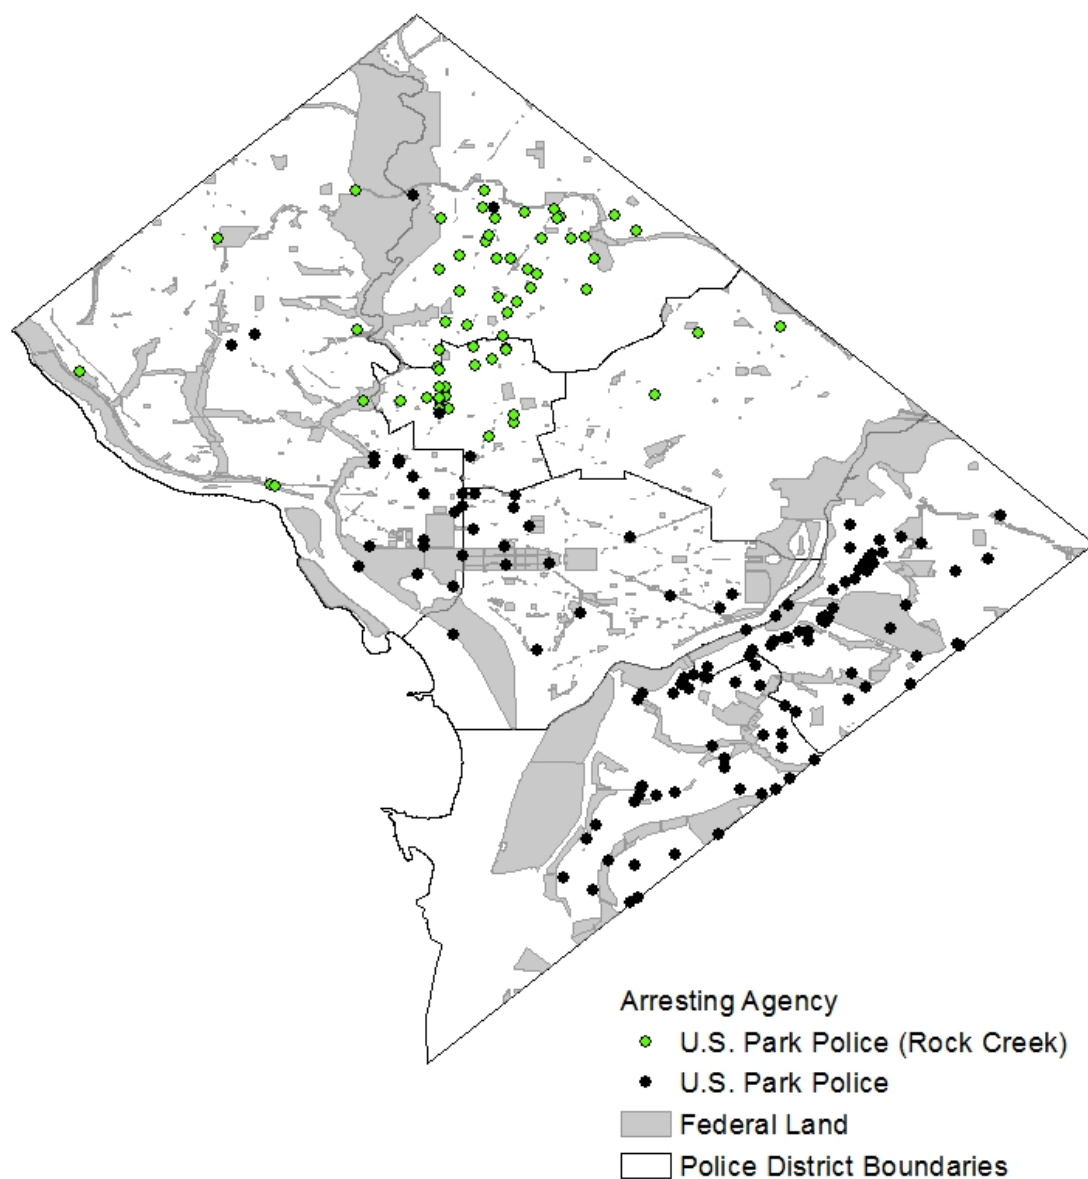 Arresting Agency
U.S. Park Police (Rock Creek)
U.S. Park Police
Federal Land
Police District Boundaries